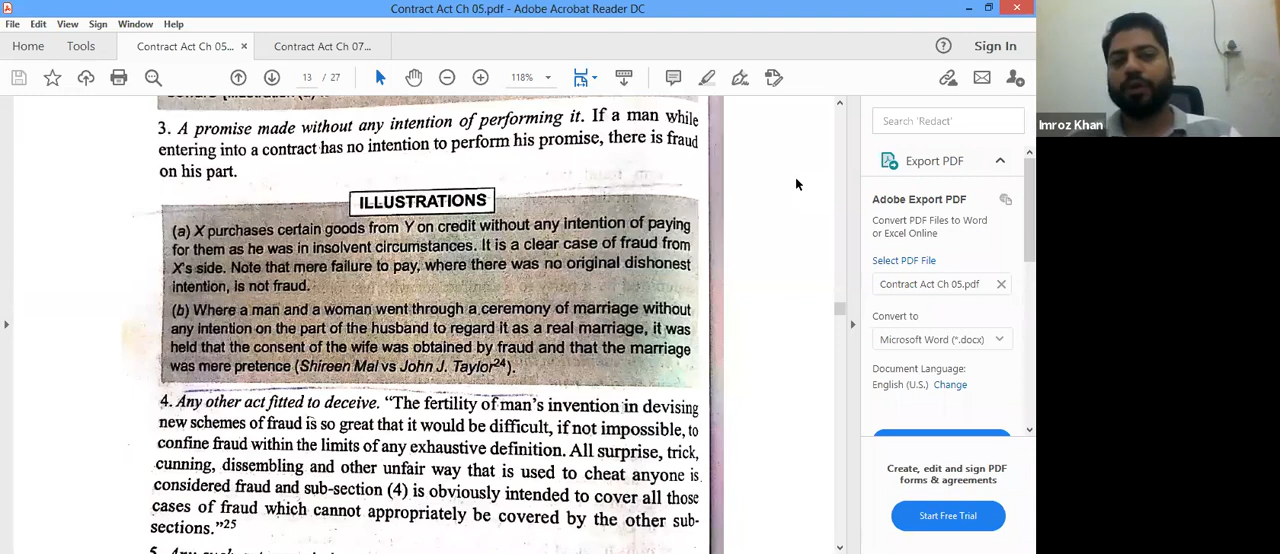 Contract Act Ch 05.pdf - Adobe Acrobat Reader DC
File Edit View Sign Window Help
Home Tools Contract Act Ch 05... × Contract Act Ch 07... Sign In
13 / 27 118%
3. A promise made without any intention of performing it. If a man while
entering into a contract has no intention to perform his promise, there is fraud
on his part.
ILLUSTRATIONS
(a) X purchases certain goods from Y on credit without any intention of paying
for them as he was in insolvent circumstances. It is a clear case of fraud from
X's side. Note that mere failure to pay, where there was no original dishonest
intention, is not fraud.
(b) Where a man and a woman went through a ceremony of marriage without
any intention on the part of the husband to regard it as a real marriage, it was
held that the consent of the wife was obtained by fraud and that the marriage
was mere pretence (Shireen Mal vs John J. Taylor24).
4. Any other act fitted to deceive. "The fertility of man's invention in devising
new schemes of fraud is so great that it would be difficult, if not impossible, to
confine fraud within the limits of any exhaustive definition. All surprise, trick,
cunning, dissembling and other unfair way that is used to cheat anyone is
considered fraud and sub-section (4) is obviously intended to cover all those
cases of fraud which cannot appropriately be covered by the other sub-
sections."25
Search 'Redact'
Export PDF
Adobe Export PDF
Convert PDF Files to Word
or Excel Online
Select PDF File
Contract Act Ch 05.pdf
Convert to
Microsoft Word (*.docx)
Document Language:
English (U.S.) Change
Create, edit and sign PDF
forms & agreements
Start Free Trial
Imroz Khan